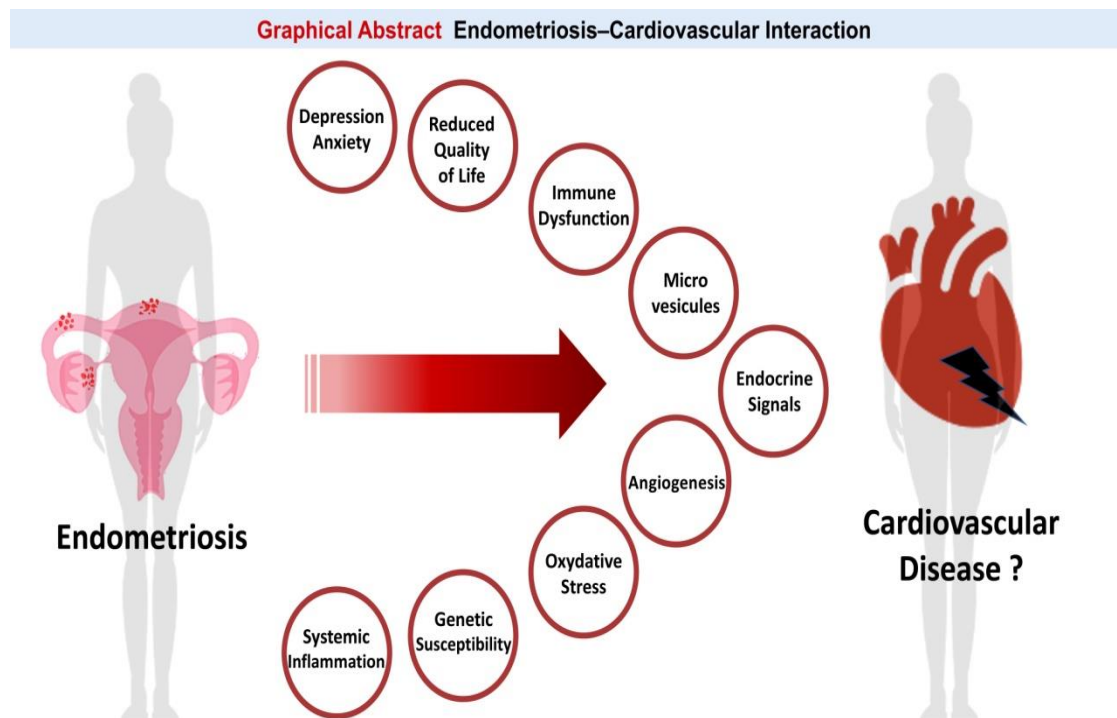 Graphical Abstract Endometriosis–Cardiovascular Interaction
Depression
Anxiety
Reduced
Quality
of Life
Immune
Dysfunction
Micro
vesicules
Endocrine
Signals
Angiogenesis
Oxydative
Stress
Genetic
Susceptibility
Systemic
Inflammation
Endometriosis
Cardiovascular
Disease ?